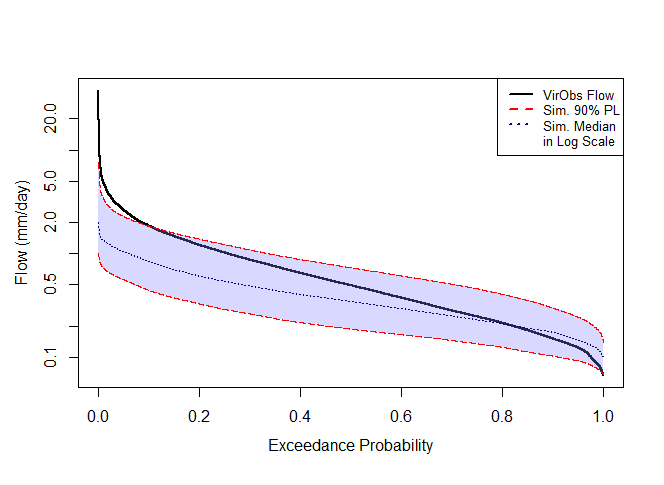 VirObs Flow
Sim. 90% PL
Sim. Median
in Log Scale
20.0
5.0
2.0
0.5
0.1
Flow (mm/day)
0.0 0.2 0.4 0.6 0.8 1.0
Exceedance Probability